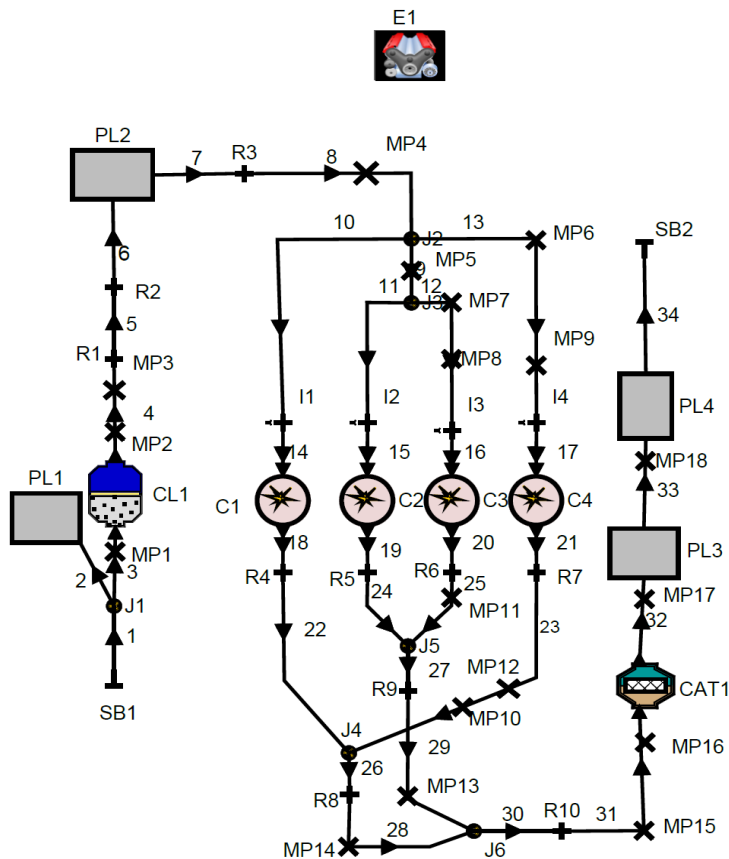 E1
PL2
7
R3
8
MP4
10
J2
13
MP6
SB2
6
9
MP5
11
12
J3
MP7
R2
5
34
R1
MP3
MP8
MP9
4
I1
I2
I3
I4
PL4
MP2
14
15
16
17
MP18
PL1
CL1
33
C1
C2
C3
C4
18
19
20
21
PL3
MP1
2
3
R4
R5
R6
R7
24
25
MP17
J1
MP11
32
1
22
23
J5
27
MP12
SB1
R9
CAT1
MP10
J4
26
29
MP16
R8
MP13
30
R10
31
MP15
MP14
28
J6